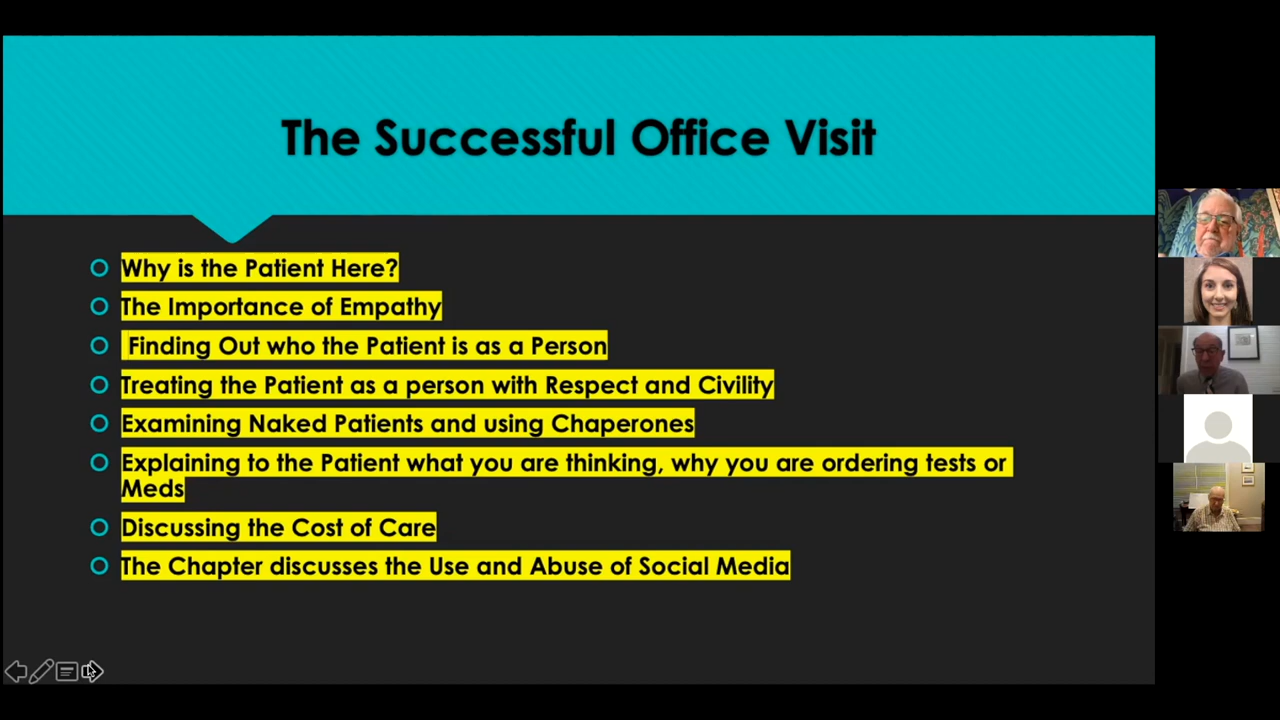 The Successful Office Visit
Why is the Patient Here?
The Importance of Empathy
Finding Out who the Patient is as a Person
Treating the Patient as a person with Respect and Civility
Examining Naked Patients and using Chaperones
Explaining to the Patient what you are thinking, why you are ordering tests or
Meds
Discussing the Cost of Care
The Chapter discusses the Use and Abuse of Social Media